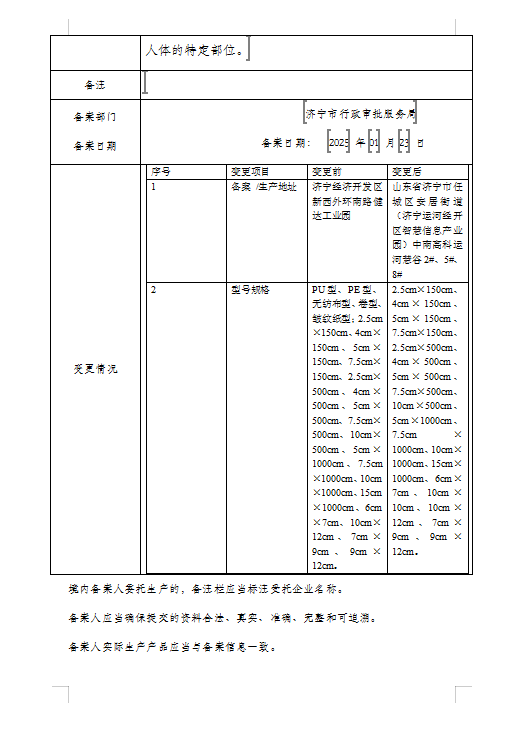 人体的特定部位。
备注
备案部门
济宁市行政审批服务局
备案日期
备案日期： 2025 年 01 月 23 日
变更情况
序号 变更项目 变更前 变更后
1 备案 /生产地址
济宁经济开发区
新西外环南路健
达工业园
山东省济宁市任
城区安居街道
（济宁运河经开
区智慧信息产业
园）中南高科运
河慧谷 2#、5#、
8#
2 型号规格
PU 型、PE 型、
无纺布型、卷型、
皱纹纸型；2.5cm
×150cm、4cm×
150cm、5cm×
150cm、7.5cm×
150cm、2.5cm×
500cm、4cm×
500cm、5cm×
500cm、7.5cm×
500cm、10cm×
500cm、5cm×
1000cm、7.5cm
×1000cm、10cm
×1000cm、15cm
×1000cm、6cm
×7cm、10cm×
12cm、7cm×
9cm、9cm×
12cm。
2.5cm×150cm、
4cm×150cm、
5cm×150cm、
7.5cm×150cm、
2.5cm×500cm、
4cm×500cm、
5cm×500cm、
7.5cm×500cm、
10cm×500cm、
5cm×1000cm、
7.5cm×
1000cm、10cm×
1000cm、15cm×
1000cm、6cm×
7cm、10cm×
10cm、10cm×
12cm、7cm×
9cm、9cm×
12cm。
境内备案人委托生产的，备注栏应当标注受托企业名称。
备案人应当确保提交的资料合法、真实、准确、完整和可追溯。
备案人实际生产产品应当与备案信息一致。